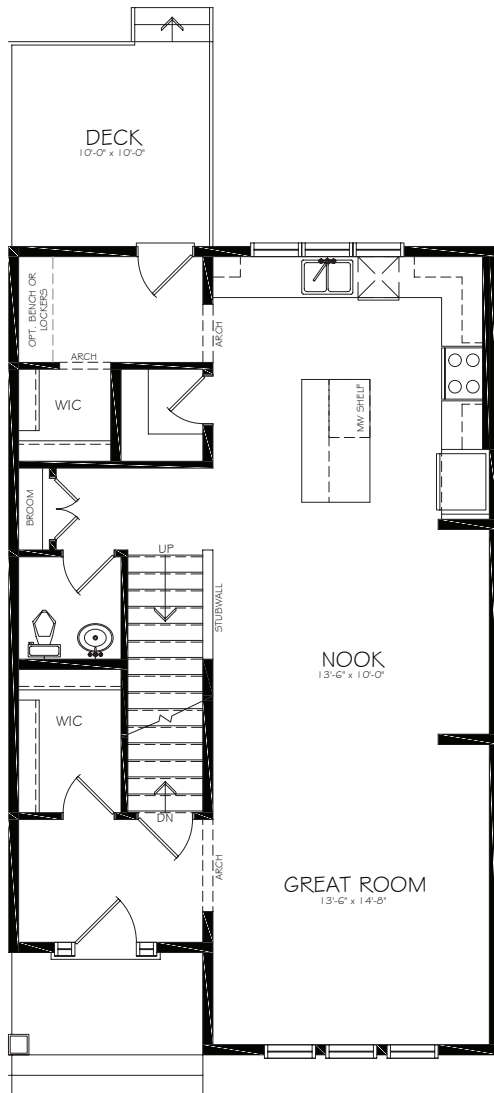 DECK
10'-0" x 10'-0"
OPT. BENCH OR
LOCKERS
ARCH
ARCH
WIC
MW SHELF
BROOM
UP
STUBWALL
NOOK
13'-6" x 10'-0"
WIC
DN
ARCH
GREAT ROOM
13'-6" x 14'-8"